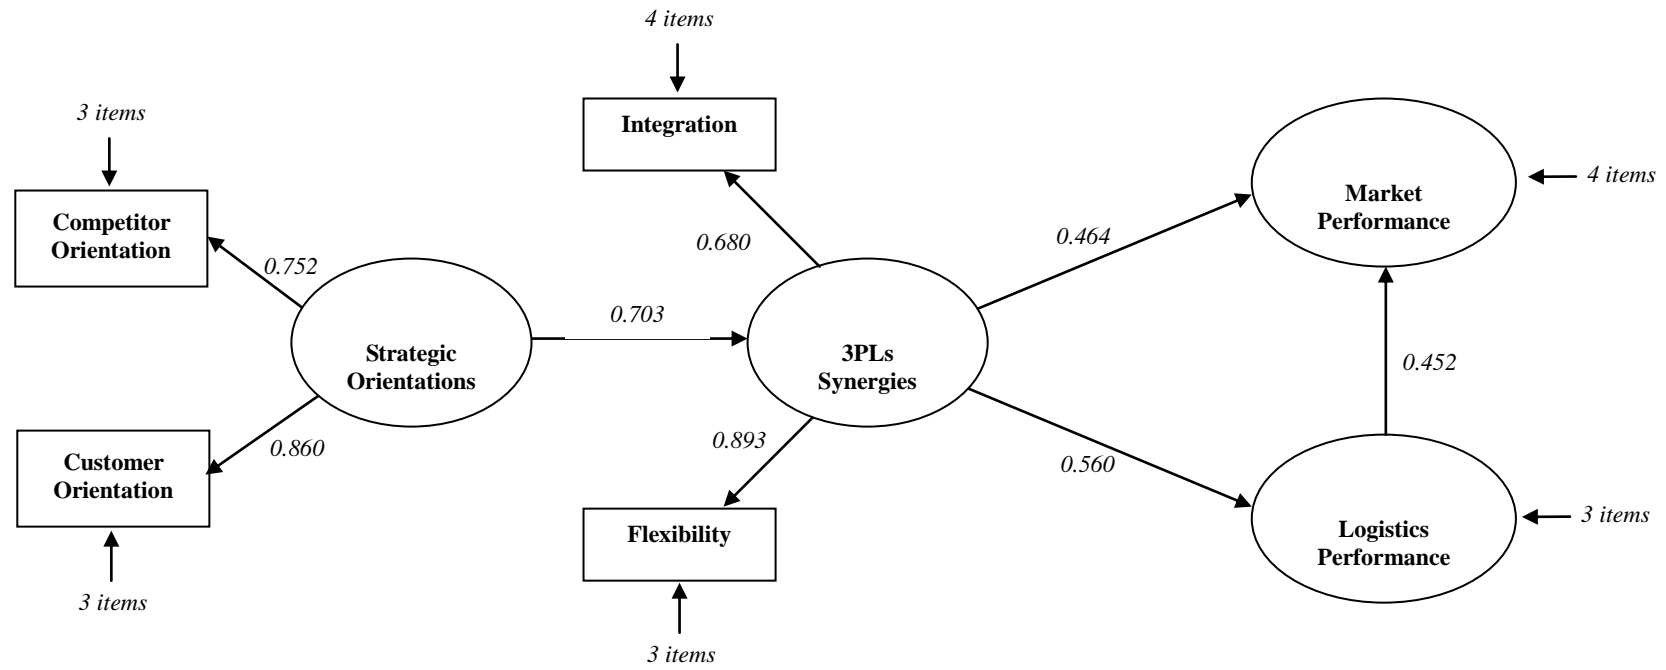 4 items
Integration
3 items
Competitor
Orientation
0.752
0.680
0.464
Market
Performance
4 items
Strategic
Orientations
0.703
3PLs
Synergies
0.452
Customer
Orientation
0.860
0.893
0.560
3 items
Flexibility
3 items
Logistics
Performance
3 items